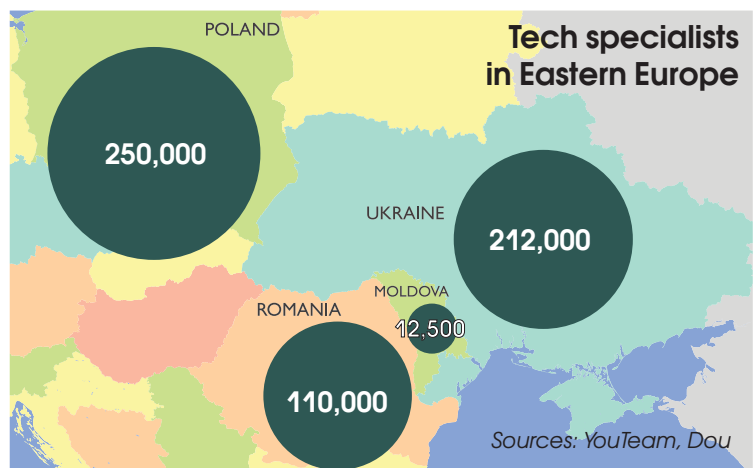 POLAND
Tech specialists
in Eastern Europe
250,000
UKRAINE
212,000
MOLDOVA
ROMANIA
12,500
110,000
Sources: YouTeam, Dou